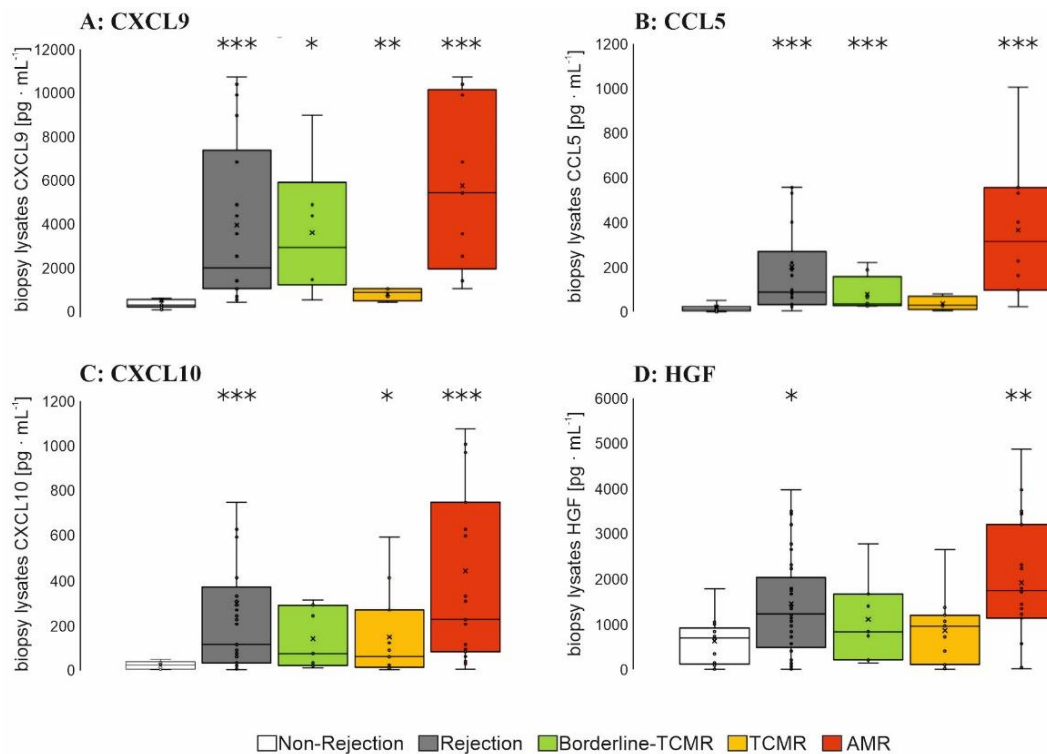 A: CXCL9
biopsy lysates CXCL9 [pg · mL⁻¹]
12000
10000
8000
6000
4000
2000
0
*** * ** ***
B: CCL5
biopsy lysates CCL5 [pg · mL⁻¹]
1200
1000
800
600
400
200
0
*** *** ***
C: CXCL10
biopsy lysates CXCL10 [pg · mL⁻¹]
1200
1000
800
600
400
200
0
*** * ***
D: HGF
biopsy lysates HGF [pg · mL⁻¹]
6000
5000
4000
3000
2000
1000
0
* **
Non-Rejection Rejection Borderline-TCMR TCMR AMR